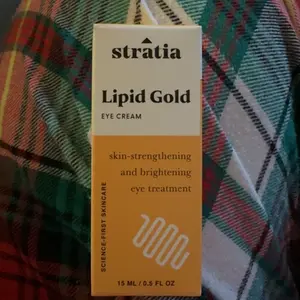 stratia
Lipid Gold
EYE CREAM
skin-strengthening
and brightening
eye treatment
SCIENCE-FIRST SKINCARE
15 ML / 0.5 FL OZ